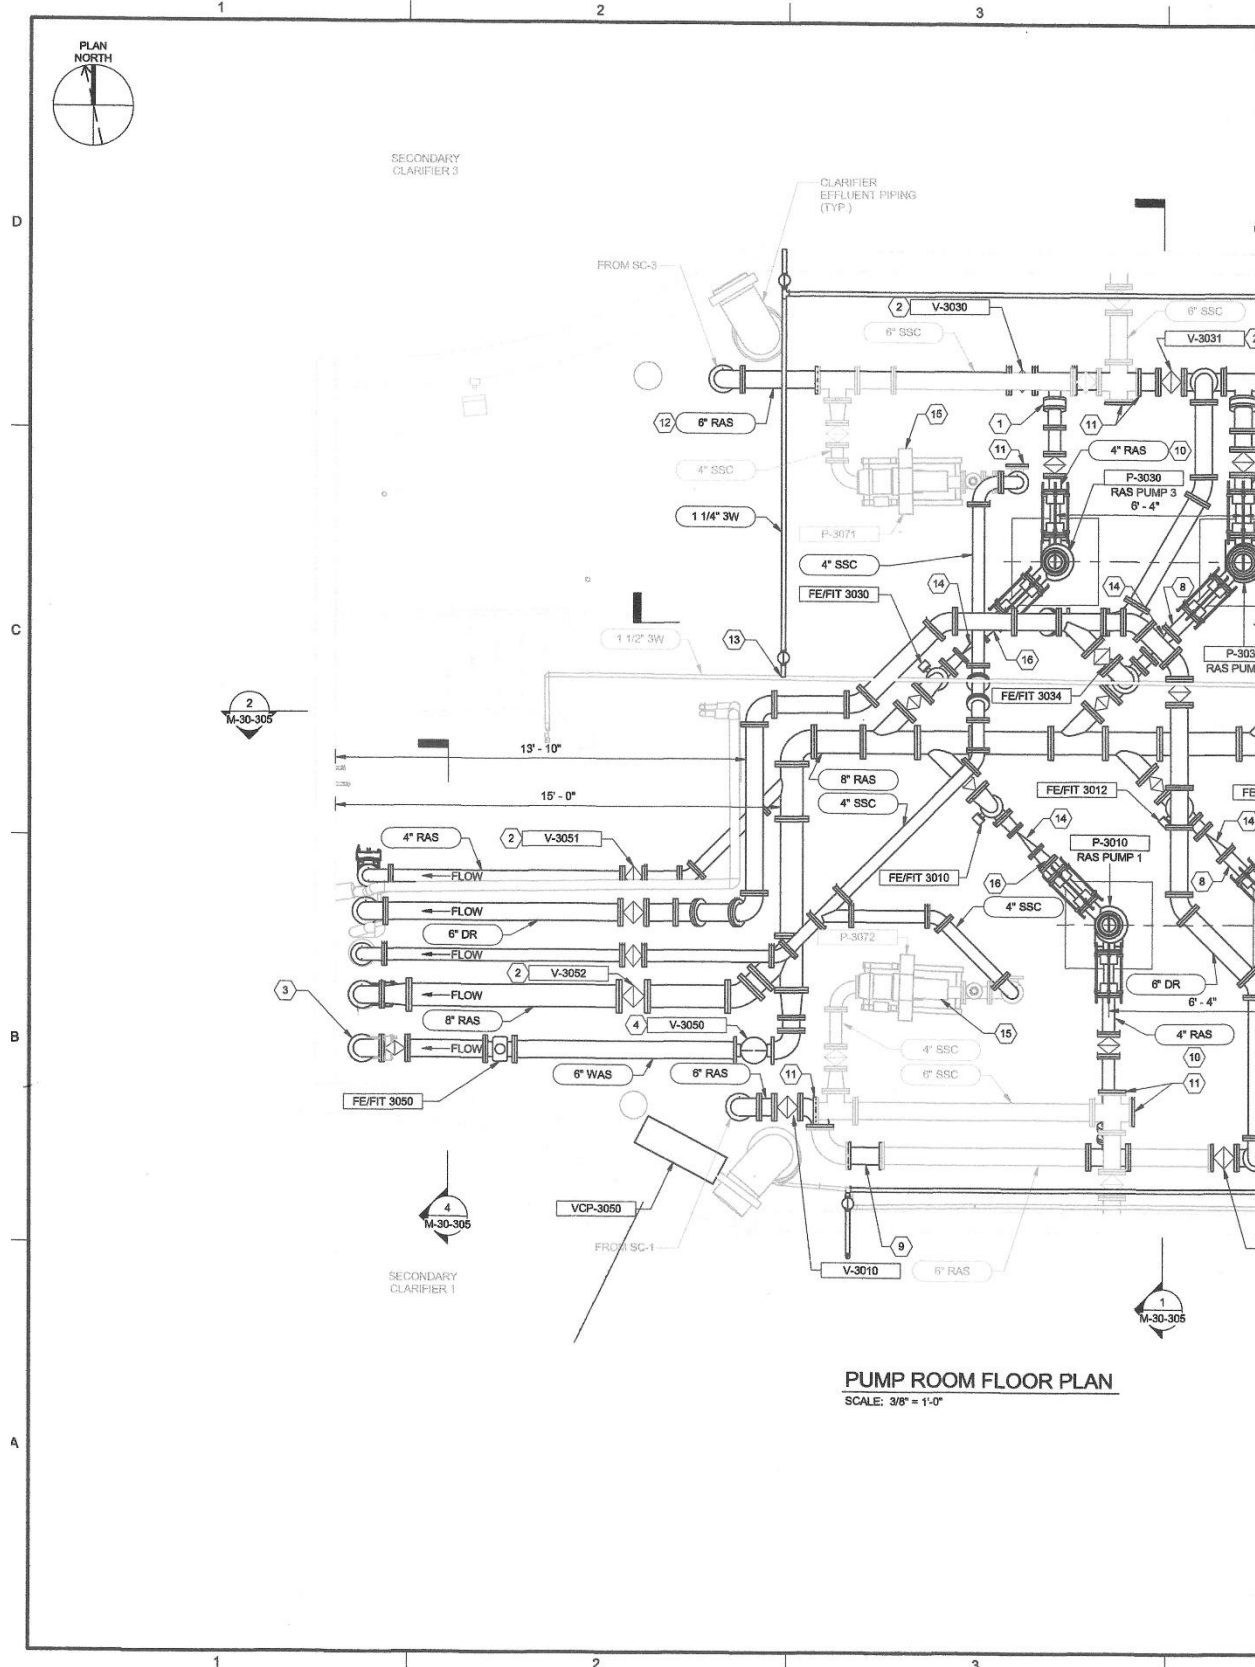 1
2
3
PLAN
NORTH
SECONDARY
CLARIFIER 3
CLARIFIER
EFFLUENT PIPING
(TYP.)
D
FROM SC-3
2
V-3030
6" SSC
6" SSC
V-3031
12
6" RAS
15
1
11
11
4" RAS
10
4" SSC
P-3030
RAS PUMP 3
6' - 4"
1 1/4" 3W
P-3071
4" SSC
FE/FIT 3030
14
14
8
C
1 1/2" 3W
13
16
RAS PUM
FE/FIT 3034
2
M-30-305
13' - 10"
8" RAS
15' - 0"
4" SSC
FE/FIT 3012
4" RAS
2
V-3051
14
14
P-3010
RAS PUMP 1
FLOW
FE/FIT 3010
16
8
4" SSC
FLOW
6" DR
P-3072
FLOW
2
V-3052
3
FLOW
6" DR
6' - 4"
8" RAS
4
V-3050
15
4" RAS
B
FLOW
4" SSC
10
6" WAS
6" RAS
11
6" SSC
11
FE/FIT 3050
VCP-3050
4
M-30-305
FROM SC-1
9
V-3010
6" RAS
SECONDARY
CLARIFIER 1
1
M-30-305
PUMP ROOM FLOOR PLAN
SCALE: 3/8" = 1'-0"
A
1
2
3